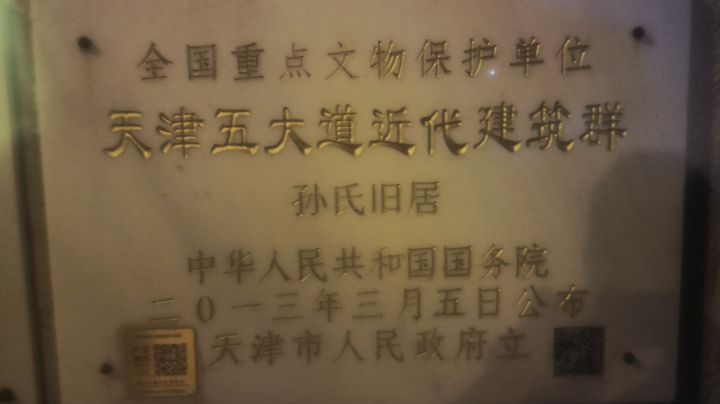 全国重点文物保护单位
天津五大道近代建筑群
孙氏旧居
中华人民共和国国务院
二〇一三年三月五日公布
天津市人民政府立